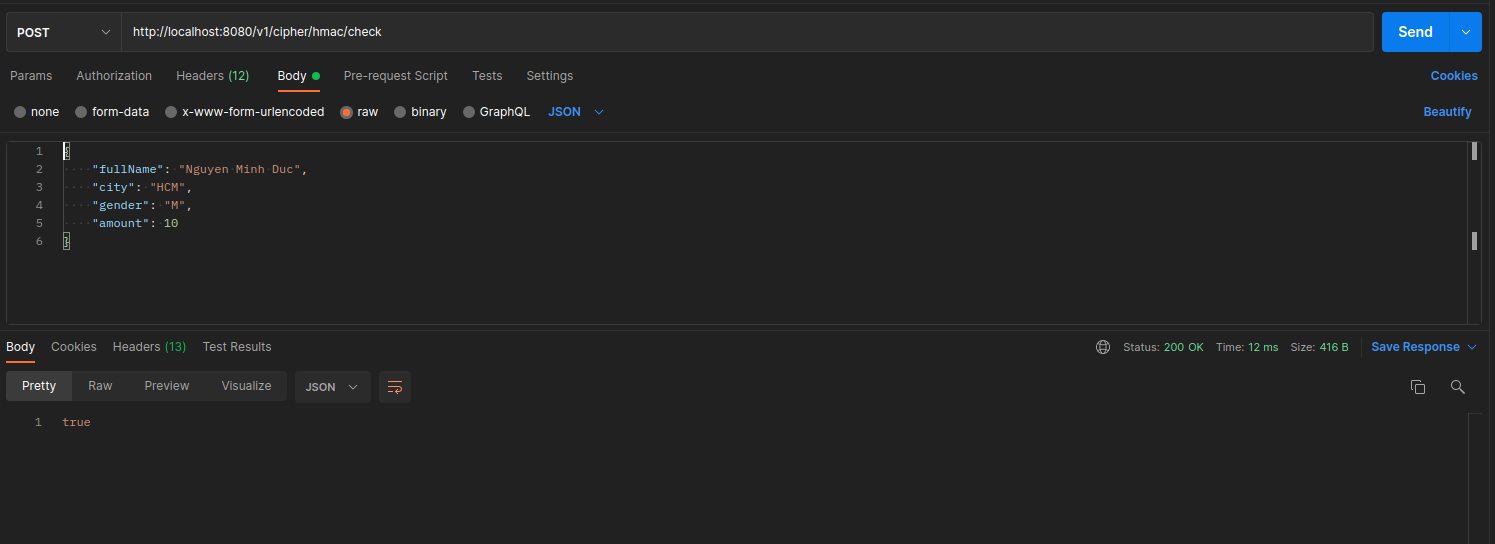 POST http://localhost:8080/v1/cipher/hmac/check Send
Params Authorization Headers (12) Body Pre-request Script Tests Settings Cookies
none form-data x-www-form-urlencoded raw binary GraphQL JSON Beautify
1 {
2 "fullName": "Nguyen Minh Duc",
3 "city": "HCM",
4 "gender": "M",
5 "amount": 10
6 }
Body Cookies Headers (13) Test Results Status: 200 OK Time: 12 ms Size: 416 B Save Response
Pretty Raw Preview Visualize JSON
1 true